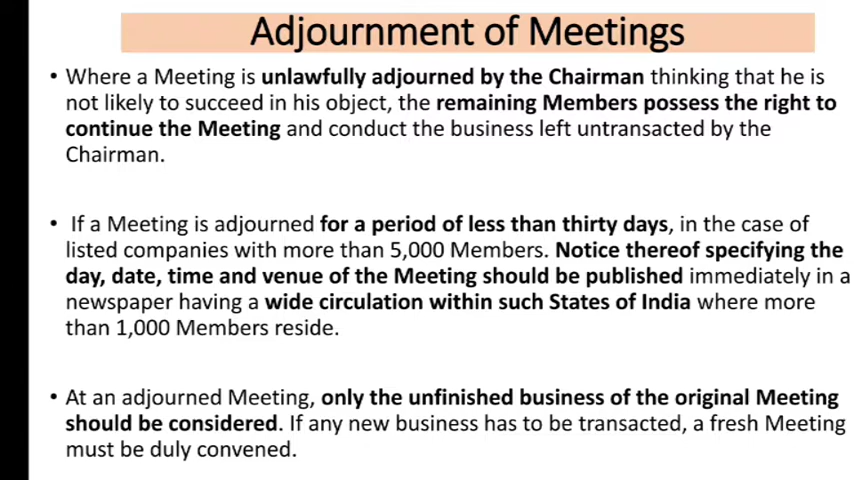 Adjournment of Meetings
• Where a Meeting is unlawfully adjourned by the Chairman thinking that he is
not likely to succeed in his object, the remaining Members possess the right to
continue the Meeting and conduct the business left untransacted by the
Chairman.
• If a Meeting is adjourned for a period of less than thirty days, in the case of
listed companies with more than 5,000 Members. Notice thereof specifying the
day, date, time and venue of the Meeting should be published immediately in a
newspaper having a wide circulation within such States of India where more
than 1,000 Members reside.
• At an adjourned Meeting, only the unfinished business of the original Meeting
should be considered. If any new business has to be transacted, a fresh Meeting
must be duly convened.